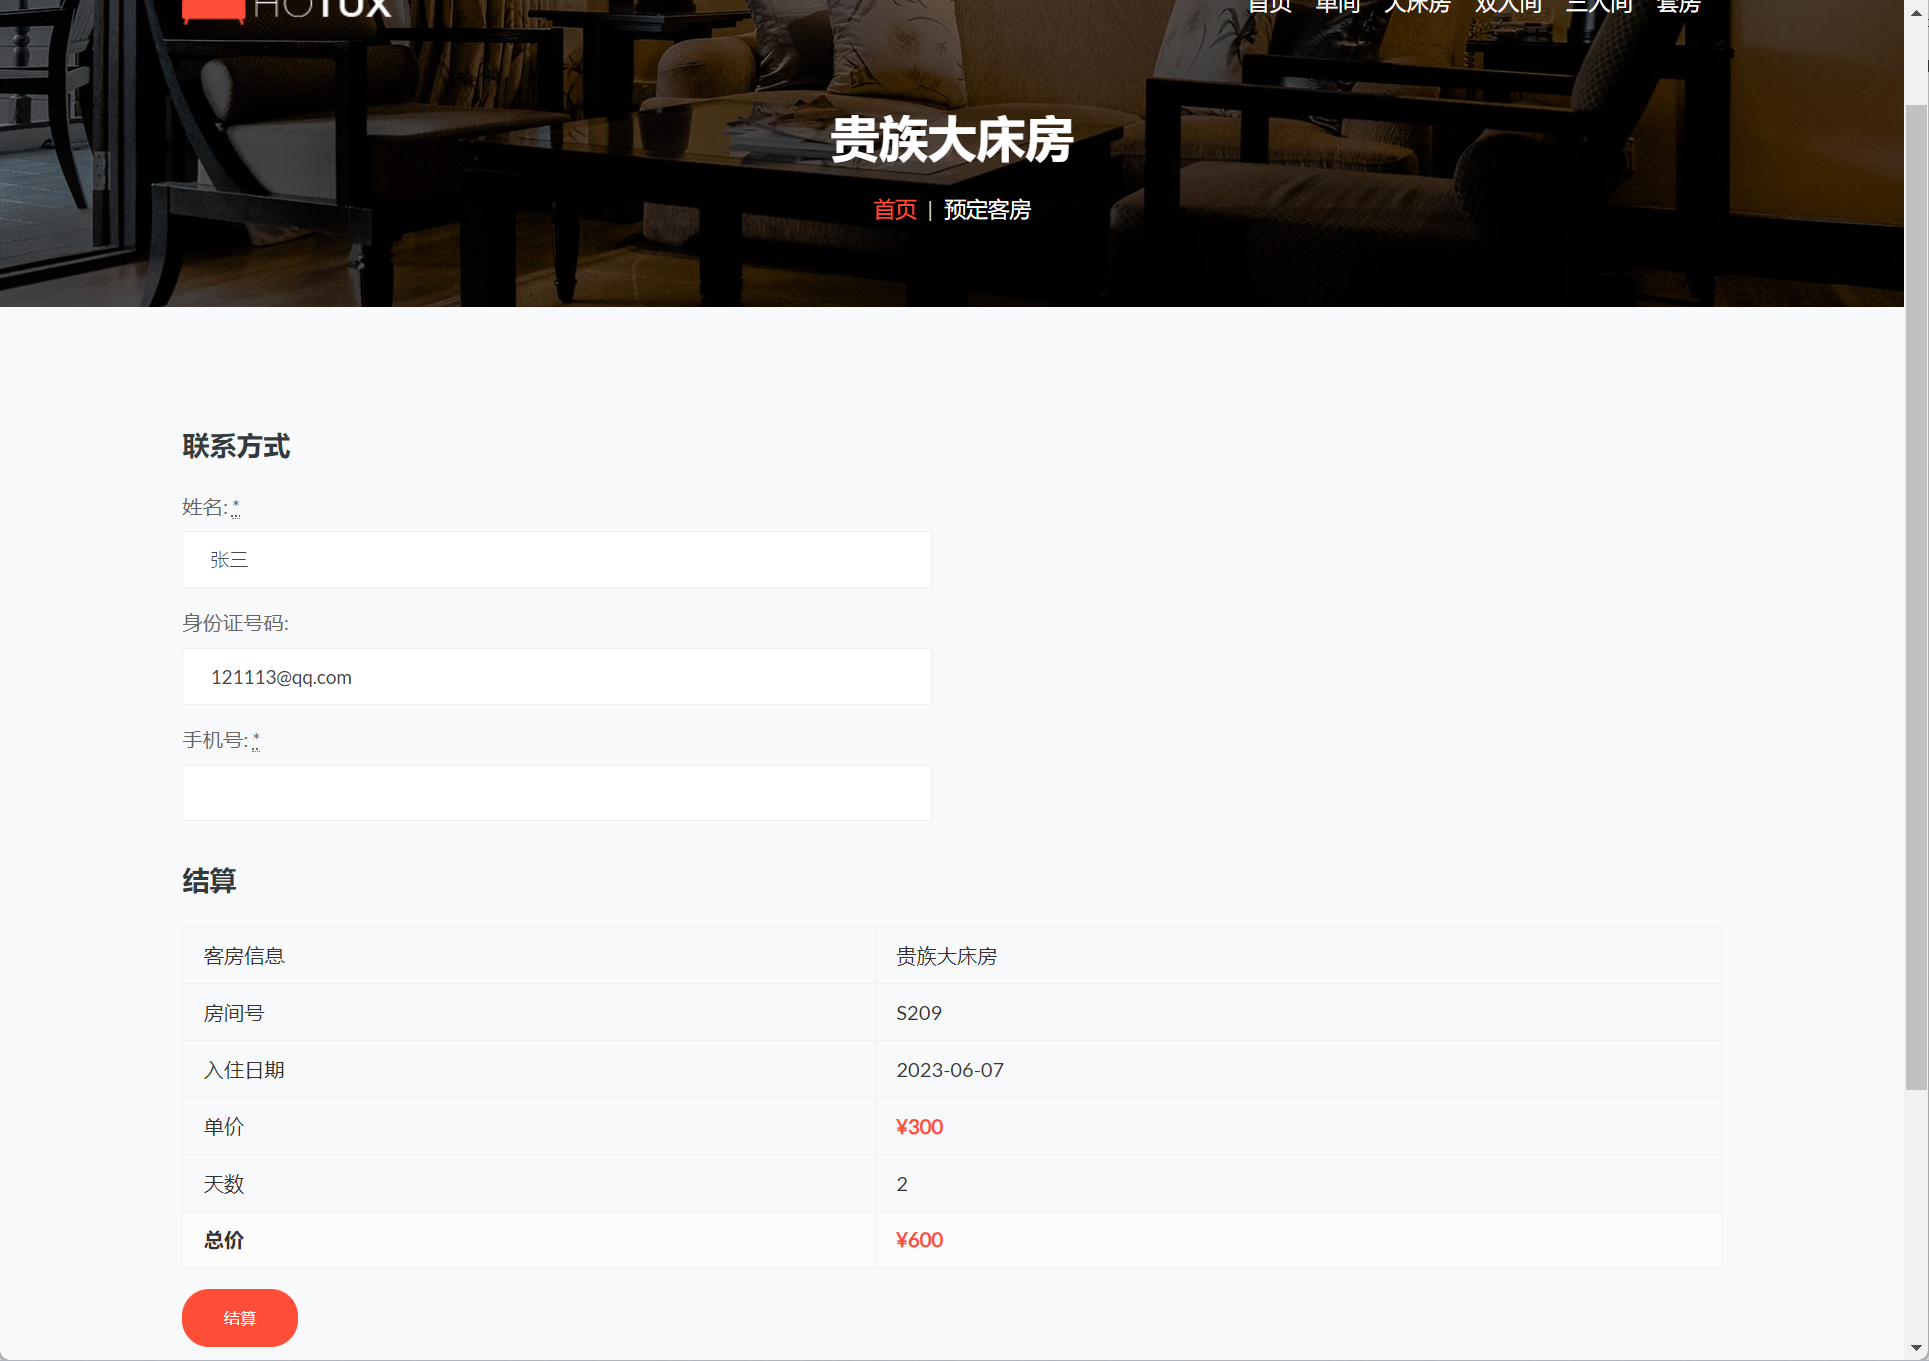 HOTUX
首页 单间 大床房 双人间 三人间 套房
贵族大床房
首页 | 预定客房
联系方式
姓名: *
张三
身份证号码:
121113@qq.com
手机号: *
结算
客房信息 贵族大床房
房间号 S209
入住日期 2023-06-07
单价 ¥300
天数 2
总价 ¥600
结算